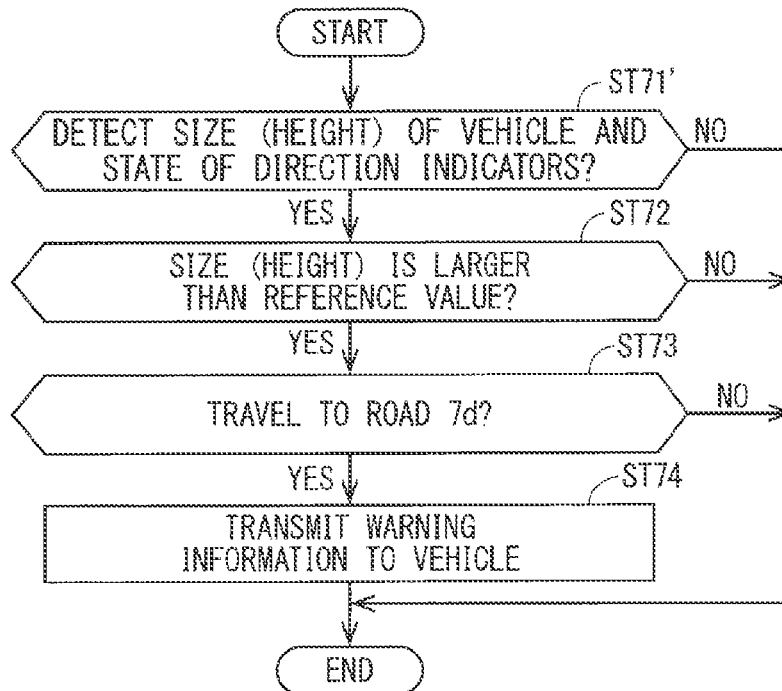 START
ST71'
DETECT SIZE (HEIGHT) OF VEHICLE AND
STATE OF DIRECTION INDICATORS?
NO
YES
ST72
SIZE (HEIGHT) IS LARGER
THAN REFERENCE VALUE?
NO
YES
ST73
TRAVEL TO ROAD 7d?
NO
YES
ST74
TRANSMIT WARNING
INFORMATION TO VEHICLE
END